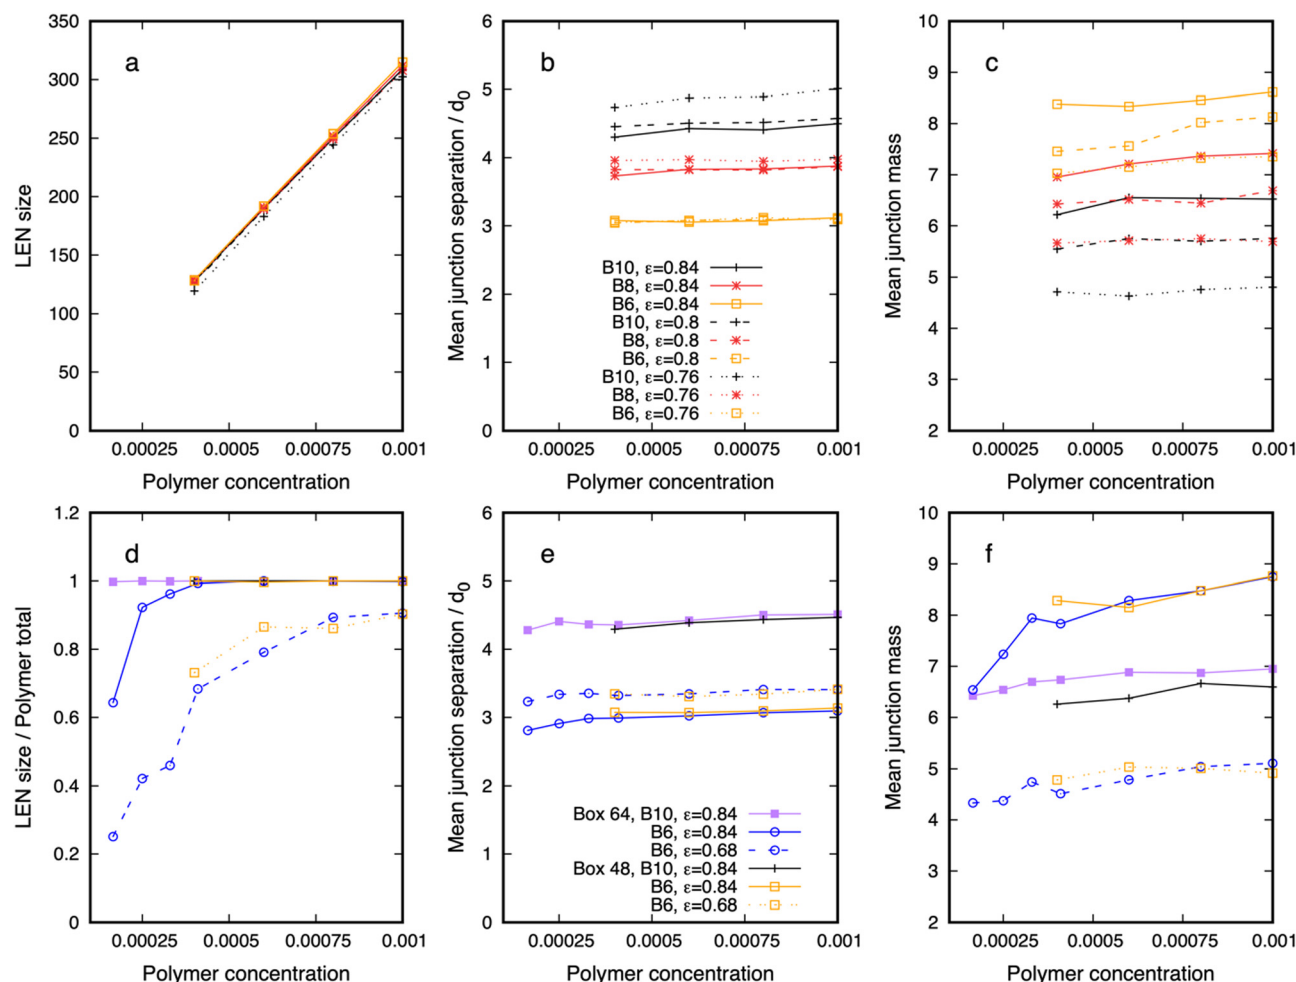 a
LEN size
350
300
250
200
150
100
50
0
0.00025 0.0005 0.00075 0.001
Polymer concentration
b
Mean junction separation / d0
6
5
4
3
2
1
0
B10, ε=0.84
B8, ε=0.84
B6, ε=0.84
B10, ε=0.8
B8, ε=0.8
B6, ε=0.8
B10, ε=0.76
B8, ε=0.76
B6, ε=0.76
0.00025 0.0005 0.00075 0.001
Polymer concentration
c
Mean junction mass
10
9
8
7
6
5
4
3
2
0.00025 0.0005 0.00075 0.001
Polymer concentration
d
LEN size / Polymer total
1.2
1
0.8
0.6
0.4
0.2
0
0.00025 0.0005 0.00075 0.001
Polymer concentration
e
Mean junction separation / d0
6
5
4
3
2
1
0
Box 64, B10, ε=0.84
B6, ε=0.84
B6, ε=0.68
Box 48, B10, ε=0.84
B6, ε=0.84
B6, ε=0.68
0.00025 0.0005 0.00075 0.001
Polymer concentration
f
Mean junction mass
10
9
8
7
6
5
4
3
2
0.00025 0.0005 0.00075 0.001
Polymer concentration